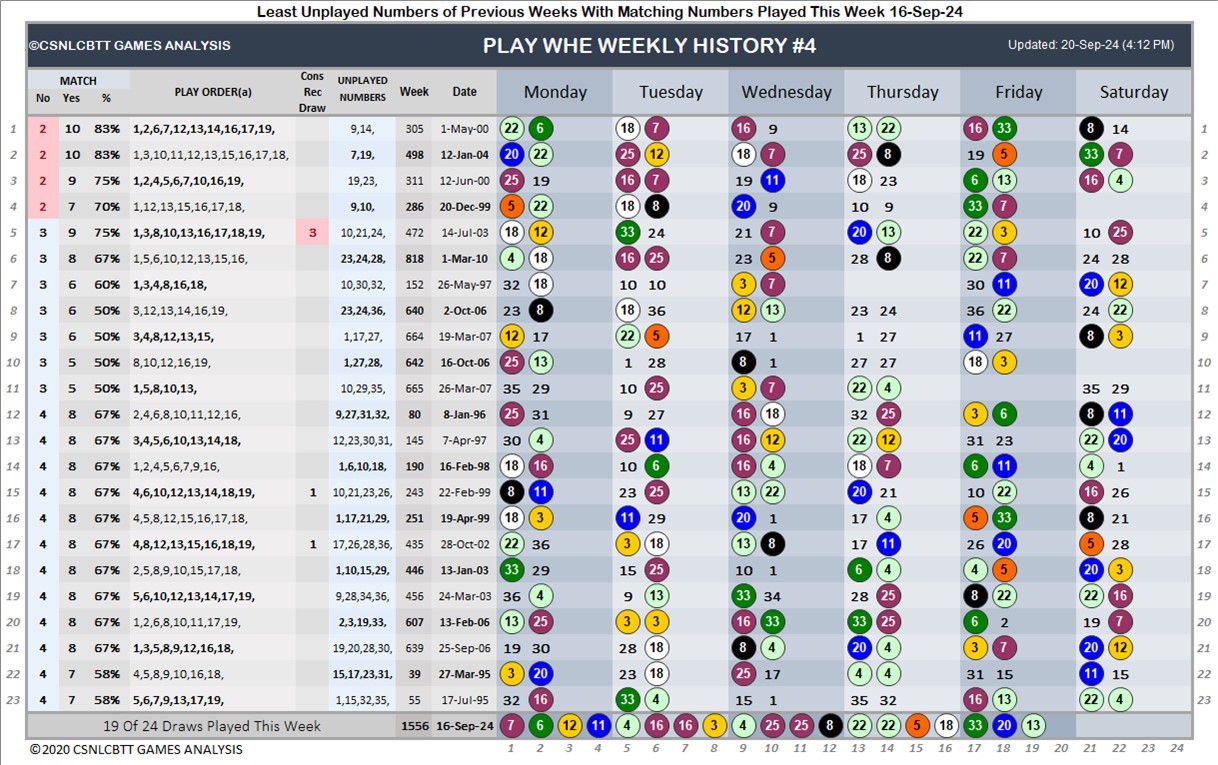 Least Unplayed Numbers of Previous Weeks With Matching Numbers Played This Week 16-Sep-24
©CSNLCBTT GAMES ANALYSIS PLAY WHE WEEKLY HISTORY #4 Updated: 20-Sep-24 (4:12 PM)
MATCH PLAY ORDER(a) Cons Rec Draw UNPLAYED NUMBERS Week Date Monday Tuesday Wednesday Thursday Friday Saturday
No Yes %
1 2 10 83% 1,2,6,7,12,13,14,16,17,19, 9,14, 305 1-May-00 22 6 18 7 16 9 13 22 16 33 8 14 1
2 2 10 83% 1,3,10,11,12,13,15,16,17,18, 7,19, 498 12-Jan-04 20 22 25 12 18 7 25 8 19 5 33 7 2
3 2 9 75% 1,2,4,5,6,7,10,16,19, 19,23, 311 12-Jun-00 25 19 16 7 19 11 18 23 6 13 16 4 3
4 2 7 70% 1,12,13,15,16,17,18, 9,10, 286 20-Dec-99 5 22 18 8 20 9 10 9 33 7 4
5 3 9 75% 1,3,8,10,13,16,17,18,19, 3 10,21,24, 472 14-Jul-03 18 12 33 24 21 7 20 13 22 3 10 25 5
6 3 8 67% 1,5,6,10,12,13,15,16, 23,24,28, 818 1-Mar-10 4 18 16 25 23 5 28 8 22 7 24 28 6
7 3 6 60% 1,3,4,8,16,18, 10,30,32, 152 26-May-97 32 18 10 10 3 7 30 11 20 12 7
8 3 6 50% 3,12,13,14,16,19, 23,24,36, 640 2-Oct-06 23 8 18 36 12 13 23 24 36 22 24 22 8
9 3 6 50% 3,4,8,12,13,15, 1,17,27, 664 19-Mar-07 12 17 22 5 17 1 1 27 11 27 8 3 9
10 3 5 50% 8,10,12,16,19, 1,27,28, 642 16-Oct-06 25 13 1 28 8 1 27 27 18 3 10
11 3 5 50% 1,5,8,10,13, 10,29,35, 665 26-Mar-07 35 29 10 25 3 7 22 4 35 29 11
12 4 8 67% 2,4,6,8,10,11,12,16, 9,27,31,32, 80 8-Jan-96 25 31 9 27 16 18 32 25 3 6 8 11 12
13 4 8 67% 3,4,5,6,10,13,14,18, 12,23,30,31, 145 7-Apr-97 30 4 25 11 16 12 22 12 31 23 22 20 13
14 4 8 67% 1,2,4,5,6,7,9,16, 1,6,10,18, 190 16-Feb-98 18 16 10 6 16 4 18 7 6 11 4 1 14
15 4 8 67% 4,6,10,12,13,14,18,19, 1 10,21,23,26, 243 22-Feb-99 8 11 23 25 13 22 20 21 10 22 16 26 15
16 4 8 67% 4,5,8,12,15,16,17,18, 1,17,21,29, 251 19-Apr-99 18 3 11 29 20 1 17 4 5 33 8 21 16
17 4 8 67% 4,8,12,13,15,16,18,19, 1 17,26,28,36, 435 28-Oct-02 22 36 3 18 13 8 17 11 26 20 5 28 17
18 4 8 67% 2,5,8,9,10,15,17,18, 1,10,15,29, 446 13-Jan-03 33 29 15 25 10 1 6 4 4 5 20 3 18
19 4 8 67% 5,6,10,12,13,14,17,19, 9,28,34,36, 456 24-Mar-03 36 4 9 13 33 34 28 25 8 22 22 16 19
20 4 8 67% 1,2,6,8,10,11,17,19, 2,3,19,33, 607 13-Feb-06 13 25 3 3 16 33 33 25 6 2 19 7 20
21 4 8 67% 1,3,5,8,9,12,16,18, 19,20,28,30, 639 25-Sep-06 19 30 28 18 8 4 20 4 3 7 20 12 21
22 4 7 58% 4,5,8,9,10,16,18, 15,17,23,31, 39 27-Mar-95 3 20 23 18 25 17 4 4 31 15 11 15 22
23 4 7 58% 5,6,7,9,13,17,19, 1,15,32,35, 55 17-Jul-95 32 16 33 4 15 1 35 32 16 13 22 4 23
19 Of 24 Draws Played This Week 1556 16-Sep-24 7 6 12 11 4 16 16 3 4 25 25 8 22 22 5 18 33 20 13
© 2020 CSNLCBTT GAMES ANALYSIS 1 2 3 4 5 6 7 8 9 10 11 12 13 14 15 16 17 18 19 20 21 22 23 24